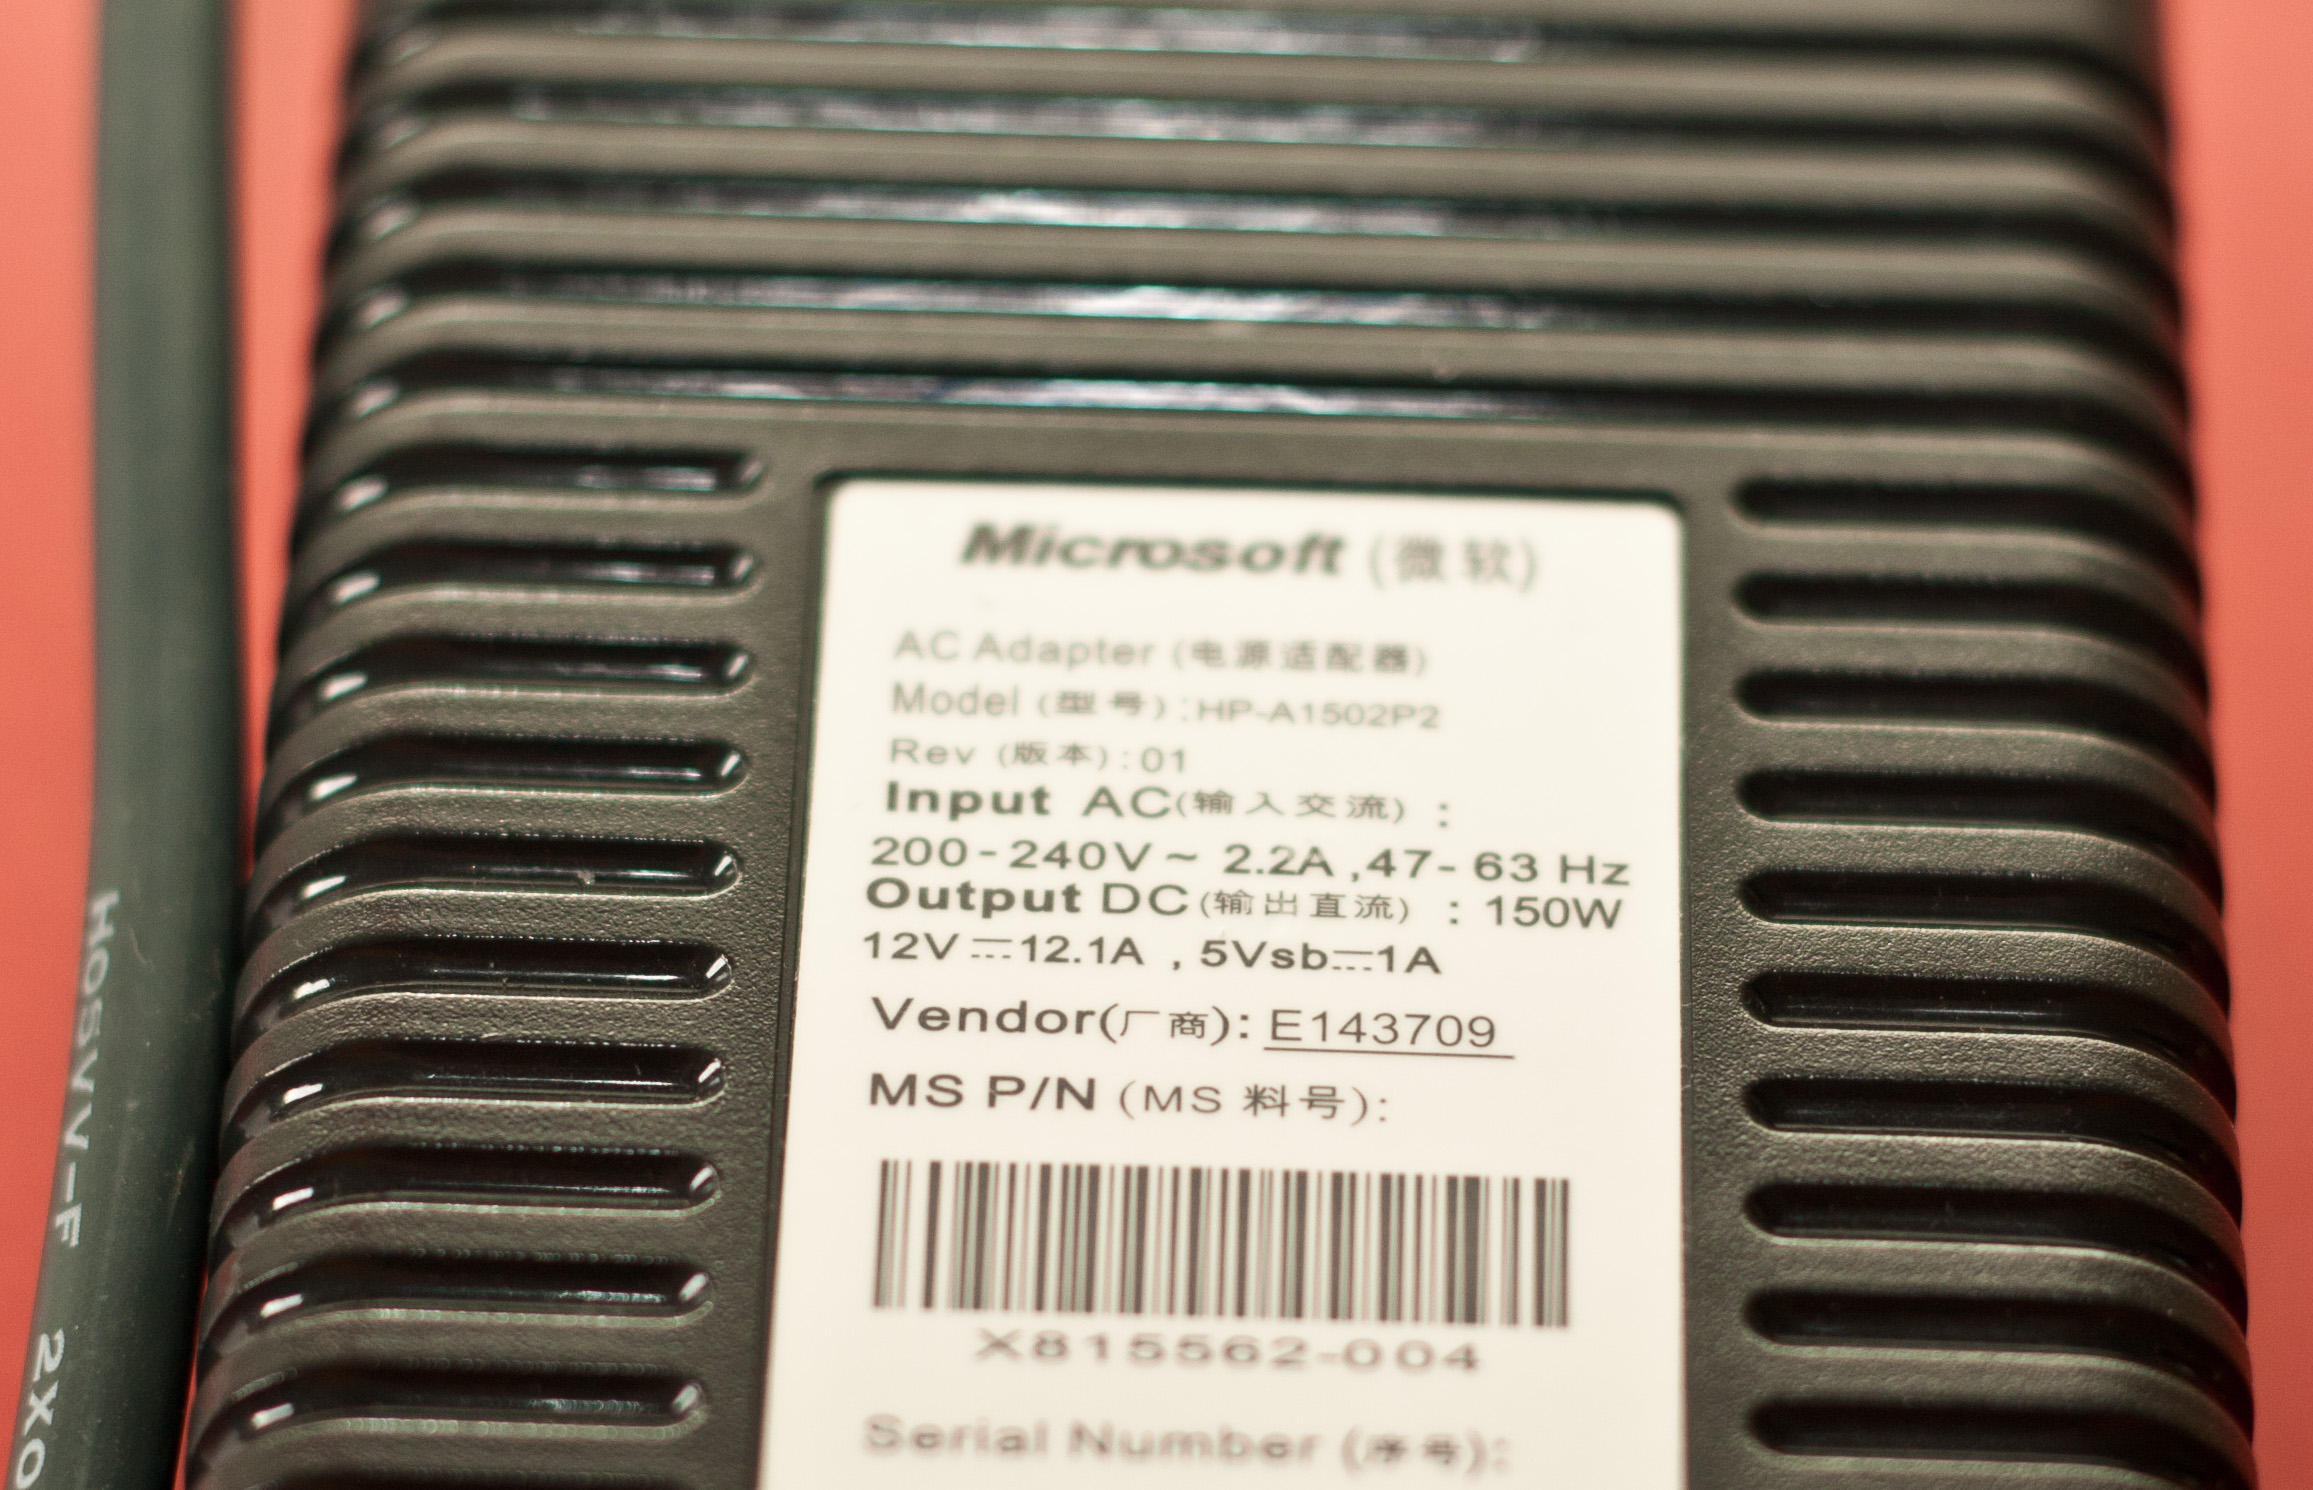 Microsoft (微软)
AC Adapter (电源适配器)
Model (型号):HP-A1502P2
Rev (版本):01
Input AC(输入交流) :
200-240V~ 2.2A ,47-63 Hz
Output DC(输出直流) : 150W
12V⎓12.1A , 5Vsb⎓1A
Vendor(厂商): E143709
MS P/N (MS 料号):
X815562-004
Serial Number (序号):
H05VV-F 2X0